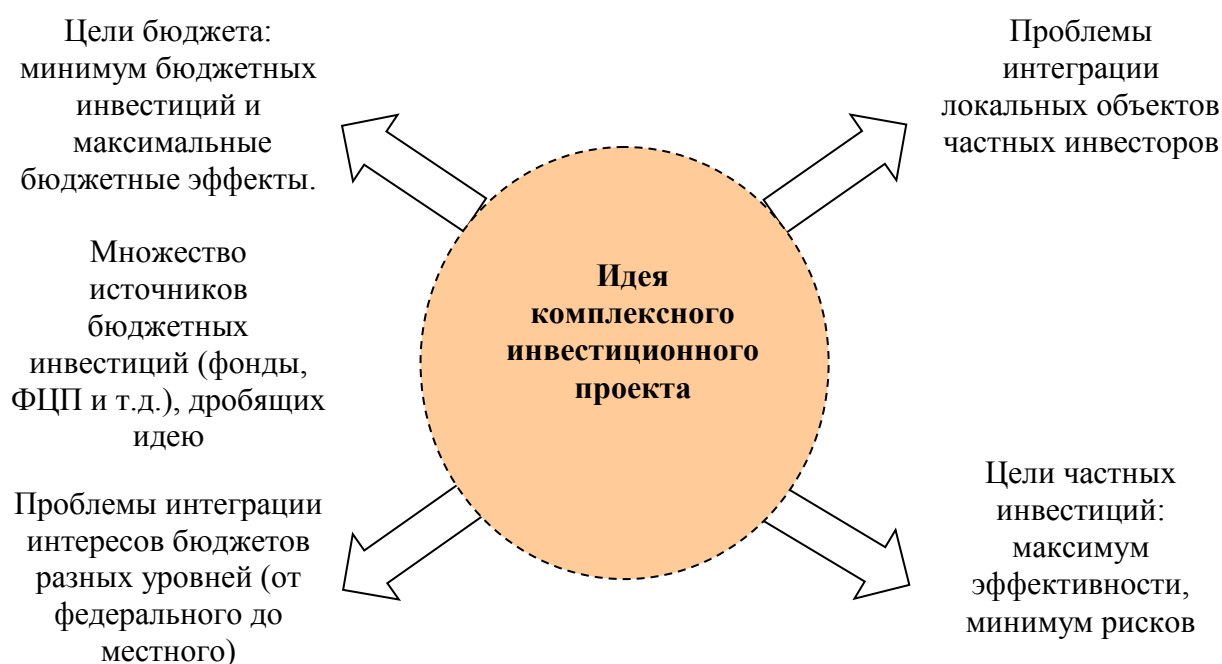 Цели бюджета:
минимум бюджетных
инвестиций и
максимальные
бюджетные эффекты.
Множество
источников
бюджетных
инвестиций (фонды,
ФЦП и т.д.), дробящих
идею
Проблемы интеграции
интересов бюджетов
разных уровней (от
федерального до
местного)
Идея
комплексного
инвестиционного
проекта
Проблемы
интеграции
локальных объектов
частных инвесторов
Цели частных
инвестиций:
максимум
эффективности,
минимум рисков